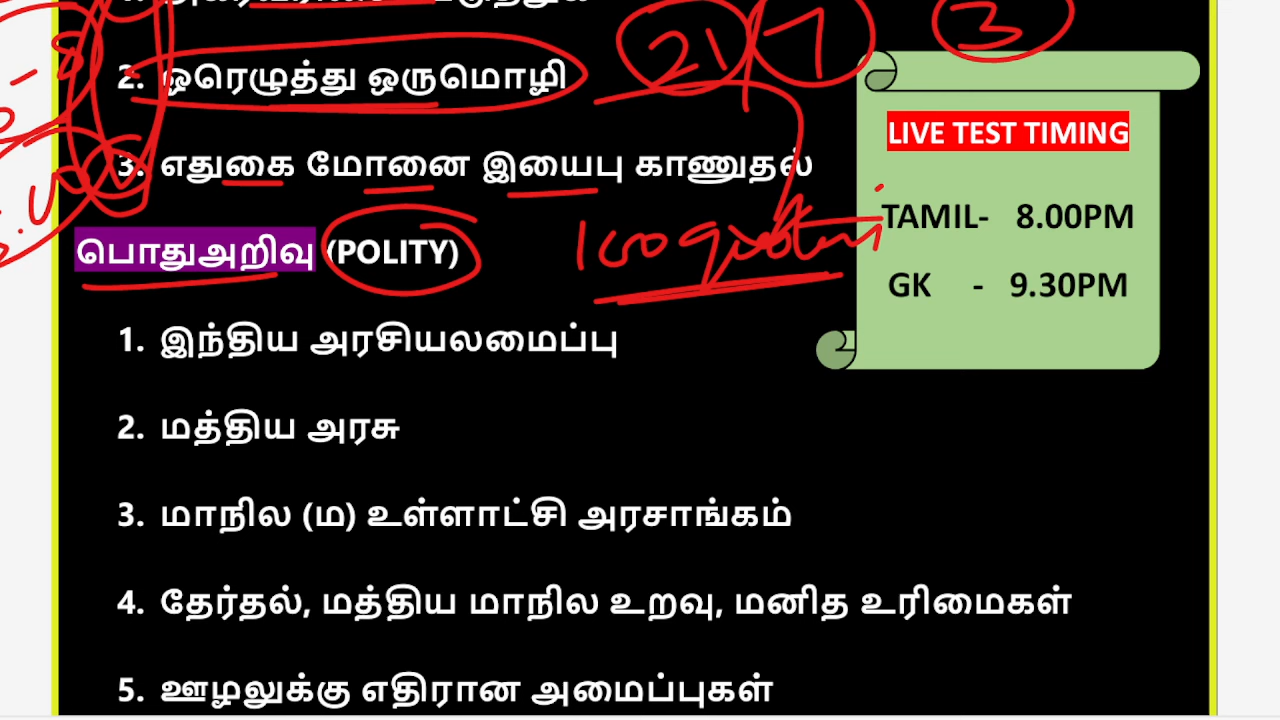 21 7 3
2. ஒரெழுத்து ஒருமொழி
3. எதுகை மோனை இயைபு காணுதல்
பொதுஅறிவு (POLITY)
100
1. இந்திய அரசியலமைப்பு
2. மத்திய அரசு
3. மாநில (ம) உள்ளாட்சி அரசாங்கம்
4. தேர்தல், மத்திய மாநில உறவு, மனித உரிமைகள்
5. ஊழலுக்கு எதிரான அமைப்புகள்
LIVE TEST TIMING
TAMIL- 8.00PM
GK - 9.30PM